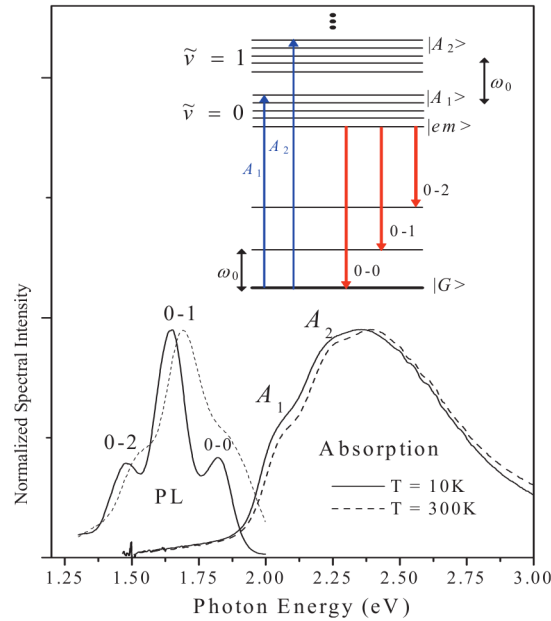 ṽ = 1
|A₂>
ω₀
ṽ = 0
|A₁>
|em>
A₁
A₂
0-2
0-1
ω₀
0-0
|G>
Normalized Spectral Intensity
0-1
0-2
0-0
PL
A₁
A₂
Absorption
T = 10K
T = 300K
1.25 1.50 1.75 2.00 2.25 2.50 2.75 3.00
Photon Energy (eV)